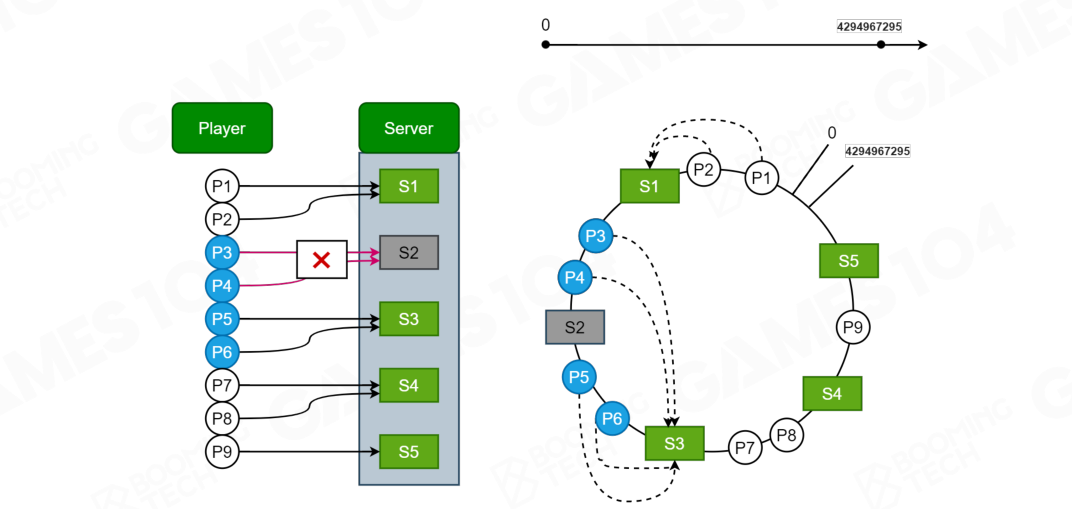 0
4294967295
Player
Server
P1
P2
P3
P4
P5
P6
P7
P8
P9
S1
S2
S3
S4
S5
0
4294967295
P2
P1
S1
P3
P4
S2
P5
P6
S3
P7
P8
S4
P9
S5
GAMES104
BOOMING
TECH